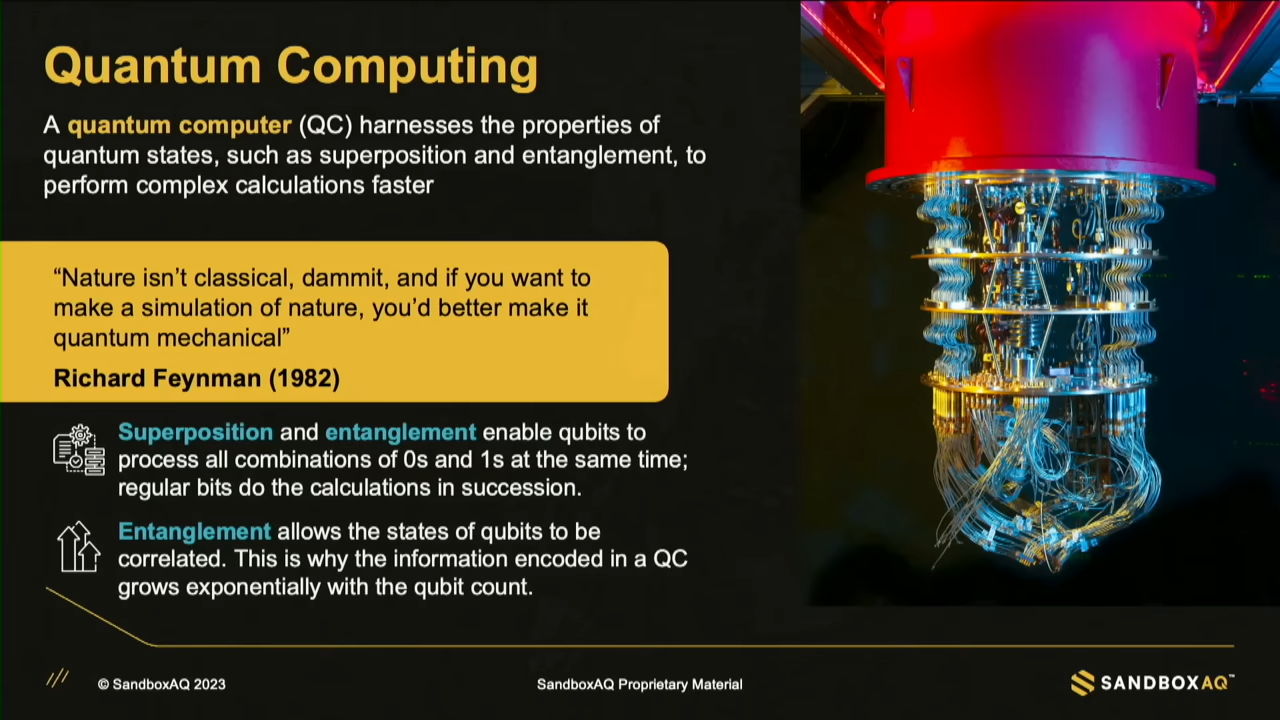 Quantum Computing
A quantum computer (QC) harnesses the properties of
quantum states, such as superposition and entanglement, to
perform complex calculations faster
“Nature isn’t classical, dammit, and if you want to
make a simulation of nature, you’d better make it
quantum mechanical”
Richard Feynman (1982)
Superposition and entanglement enable qubits to
process all combinations of 0s and 1s at the same time;
regular bits do the calculations in succession.
Entanglement allows the states of qubits to be
correlated. This is why the information encoded in a QC
grows exponentially with the qubit count.
© SandboxAQ 2023
SandboxAQ Proprietary Material
SANDBOXAQ™